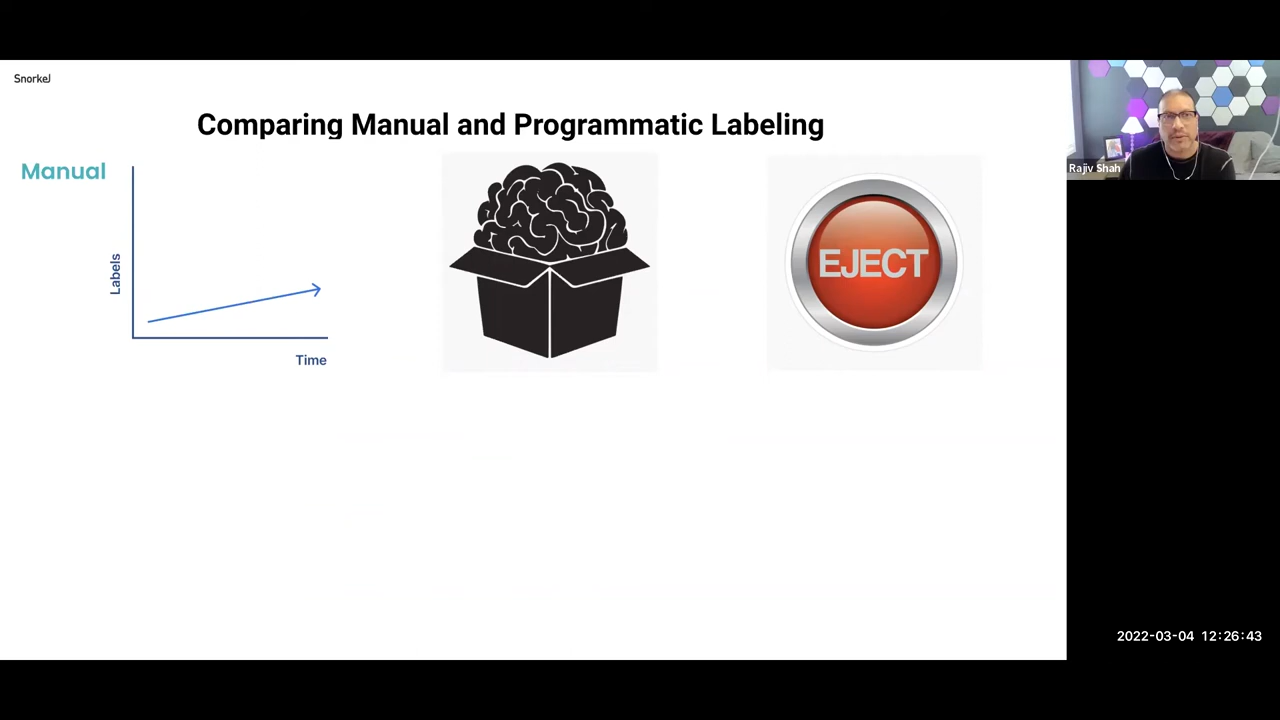 Snorkel
Comparing Manual and Programmatic Labeling
Manual
Labels
Time
EJECT
Rajiv Shah
2022-03-04 12:26:43